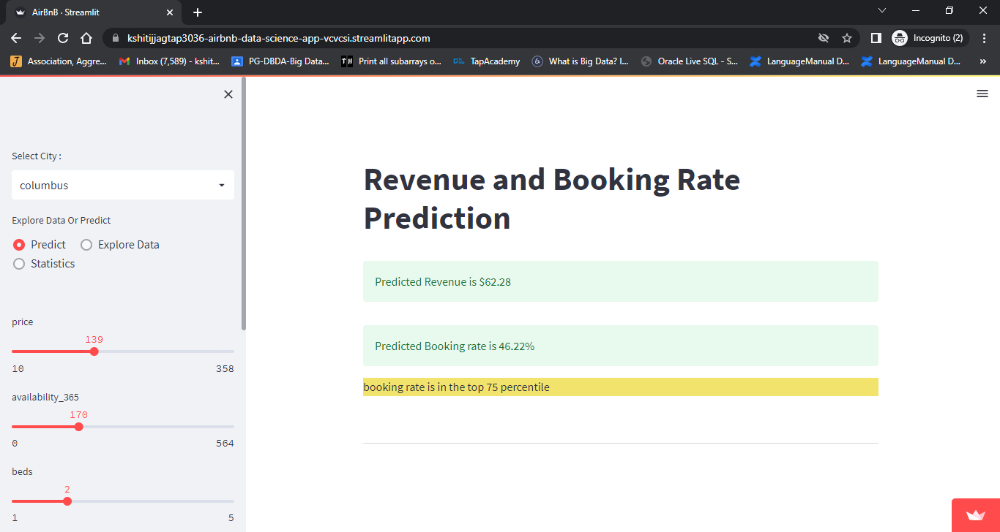 AirBnB · Streamlit
kshitijjagtap3036-airbnb-data-science-app-vcvcsi.streamlitapp.com
Incognito (2)
J Association, Aggre... Inbox (7,589) - kshit... PG-DBDA-Big Data... TH Print all subarrays o... TapAcademy What is Big Data? I... Oracle Live SQL - S... LanguageManual D... LanguageManual D... »
Select City :
columbus
Explore Data Or Predict
Predict Explore Data
Statistics
price
139
10 358
availability_365
170
0 564
beds
2
1 5
Revenue and Booking Rate
Prediction
Predicted Revenue is $62.28
Predicted Booking rate is 46.22%
booking rate is in the top 75 percentile